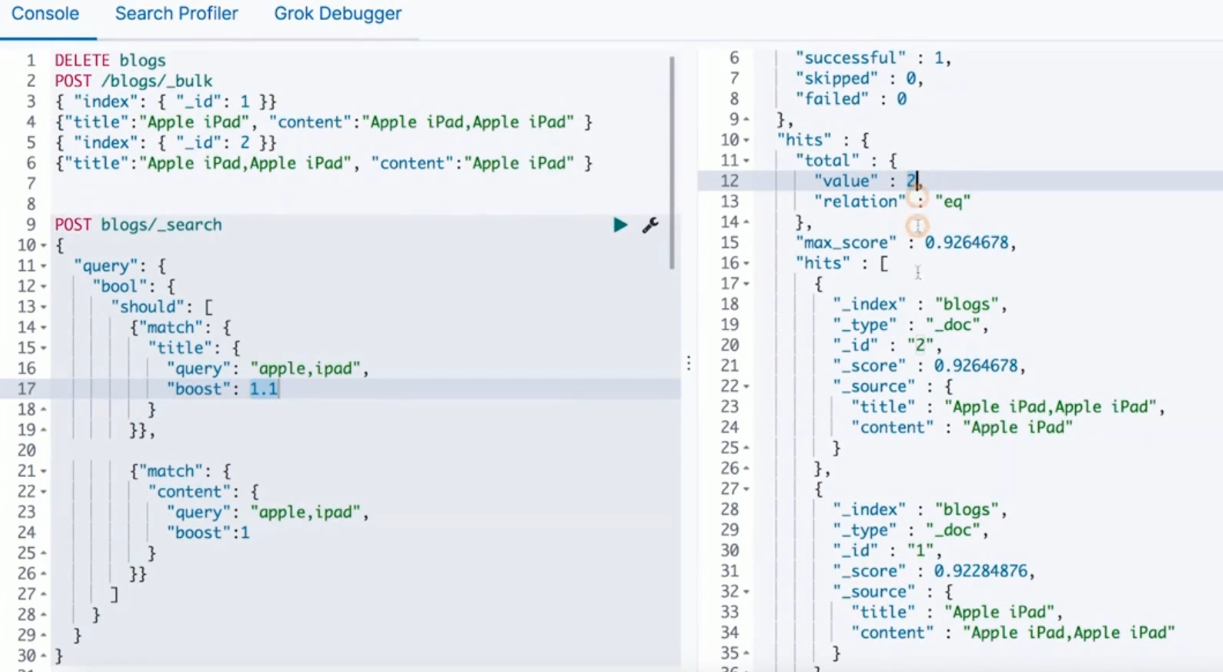 Console Search Profiler Grok Debugger
1 DELETE blogs
2 POST /blogs/_bulk
3 { "index": { "_id": 1 }}
4 {"title":"Apple iPad", "content":"Apple iPad,Apple iPad" }
5 { "index": { "_id": 2 }}
6 {"title":"Apple iPad,Apple iPad", "content":"Apple iPad" }
7
8
9 POST blogs/_search
10 {
11 "query": {
12 "bool": {
13 "should": [
14 {"match": {
15 "title": {
16 "query": "apple,ipad",
17 "boost": 1.1
18 }
19 }},
20
21 {"match": {
22 "content": {
23 "query": "apple,ipad",
24 "boost":1
25 }
26 }}
27 ]
28 }
29 }
30 }
6 "successful" : 1,
7 "skipped" : 0,
8 "failed" : 0
9 },
10 "hits" : {
11 "total" : {
12 "value" : 2,
13 "relation" : "eq"
14 },
15 "max_score" : 0.9264678,
16 "hits" : [
17 {
18 "_index" : "blogs",
19 "_type" : "_doc",
20 "_id" : "2",
21 "_score" : 0.9264678,
22 "_source" : {
23 "title" : "Apple iPad,Apple iPad",
24 "content" : "Apple iPad"
25 }
26 },
27 {
28 "_index" : "blogs",
29 "_type" : "_doc",
30 "_id" : "1",
31 "_score" : 0.92284876,
32 "_source" : {
33 "title" : "Apple iPad",
34 "content" : "Apple iPad,Apple iPad"
35 }